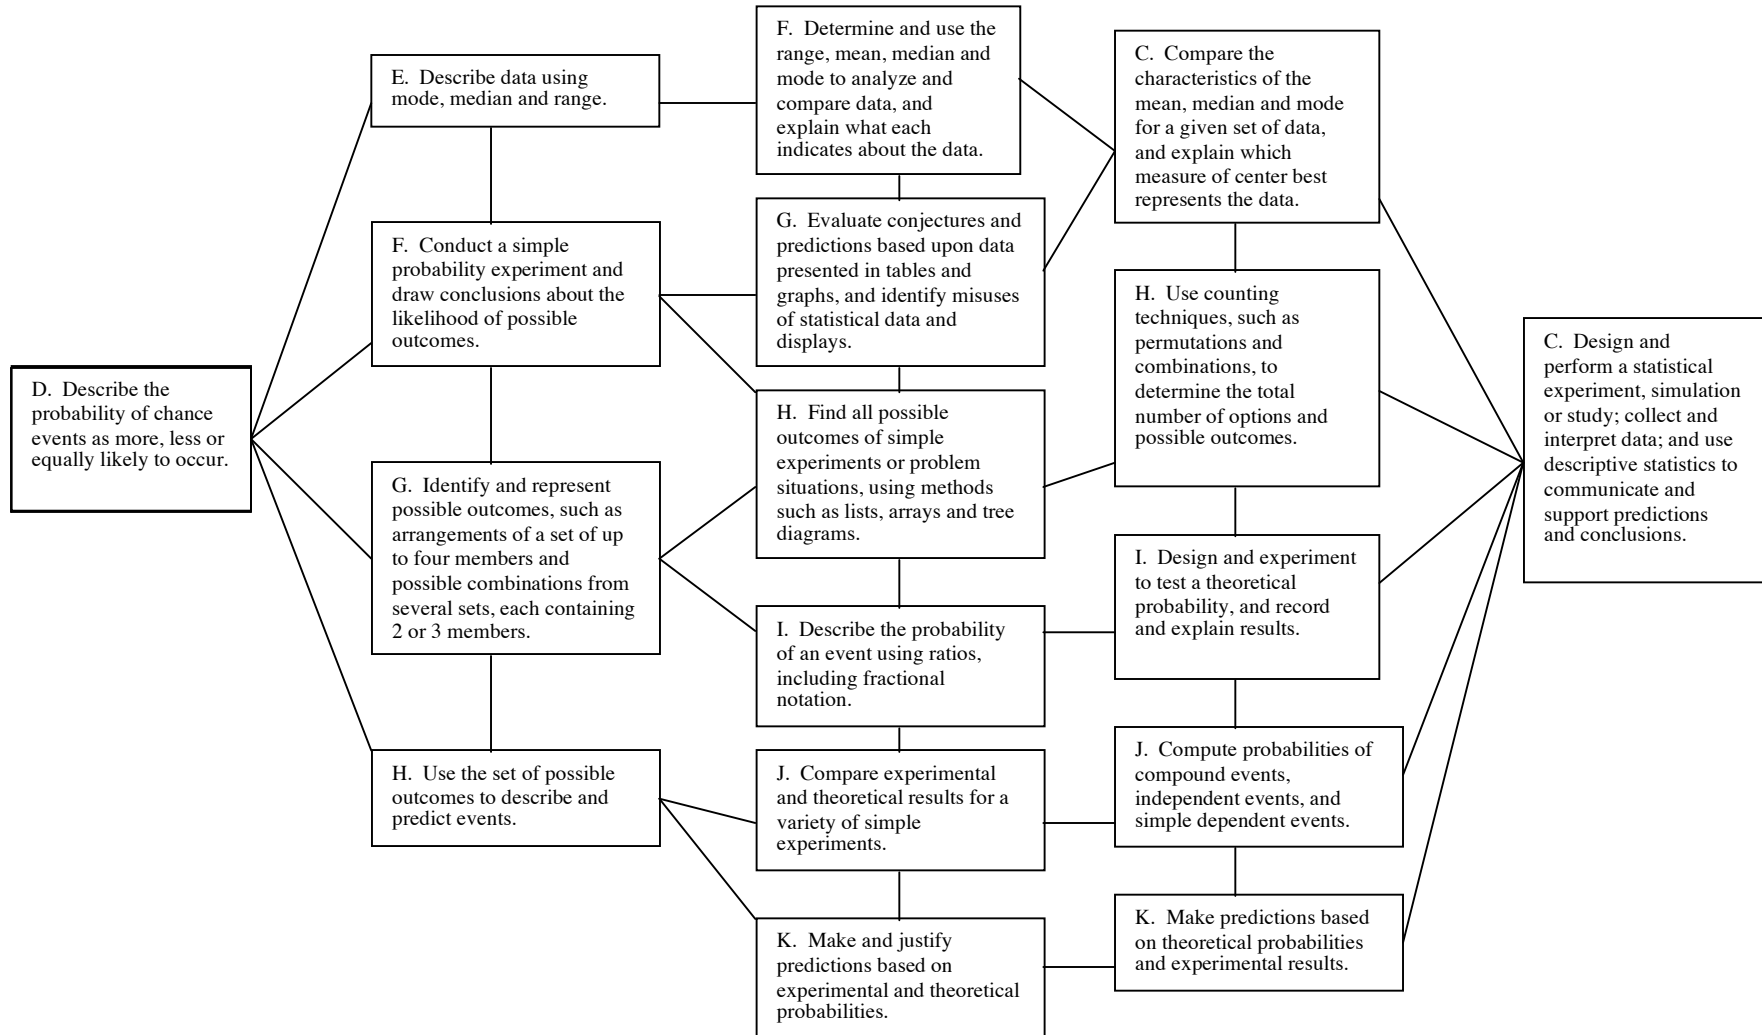 D. Describe the
probability of chance
events as more, less or
equally likely to occur.
E. Describe data using
mode, median and range.
F. Conduct a simple
probability experiment and
draw conclusions about the
likelihood of possible
outcomes.
G. Identify and represent
possible outcomes, such as
arrangements of a set of up
to four members and
possible combinations from
several sets, each containing
2 or 3 members.
H. Use the set of possible
outcomes to describe and
predict events.
F. Determine and use the
range, mean, median and
mode to analyze and
compare data, and
explain what each
indicates about the data.
G. Evaluate conjectures and
predictions based upon data
presented in tables and
graphs, and identify misuses
of statistical data and
displays.
H. Find all possible
outcomes of simple
experiments or problem
situations, using methods
such as lists, arrays and tree
diagrams.
I. Describe the probability
of an event using ratios,
including fractional
notation.
J. Compare experimental
and theoretical results for a
variety of simple
experiments.
K. Make and justify
predictions based on
experimental and theoretical
probabilities.
C. Compare the
characteristics of the
mean, median and mode
for a given set of data,
and explain which
measure of center best
represents the data.
H. Use counting
techniques, such as
permutations and
combinations, to
determine the total
number of options and
possible outcomes.
I. Design and experiment
to test a theoretical
probability, and record
and explain results.
J. Compute probabilities of
compound events,
independent events, and
simple dependent events.
K. Make predictions based
on theoretical probabilities
and experimental results.
C. Design and
perform a statistical
experiment, simulation
or study; collect and
interpret data; and use
descriptive statistics to
communicate and
support predictions
and conclusions.